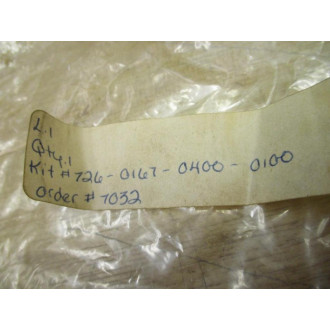 L.1
Qty.1
Kit #726-0167-0400-0100
Order #7032